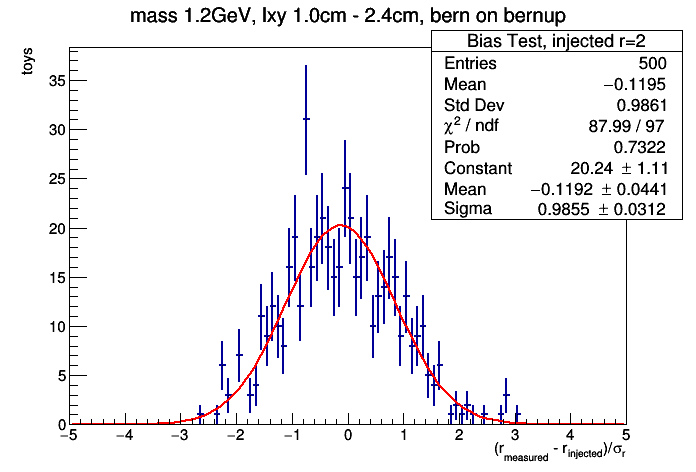 mass 1.2GeV, lxy 1.0cm - 2.4cm, bern on bernup
Bias Test, injected r=2
Entries 500
Mean −0.1195
Std Dev 0.9861
χ² / ndf 87.99 / 97
Prob 0.7322
Constant 20.24 ± 1.11
Mean −0.1192 ± 0.0441
Sigma 0.9855 ± 0.0312
toys
35
30
25
20
15
10
5
0
−5 −4 −3 −2 −1 0 1 2 3 4 5
(r_measured - r_injected)/σ_r